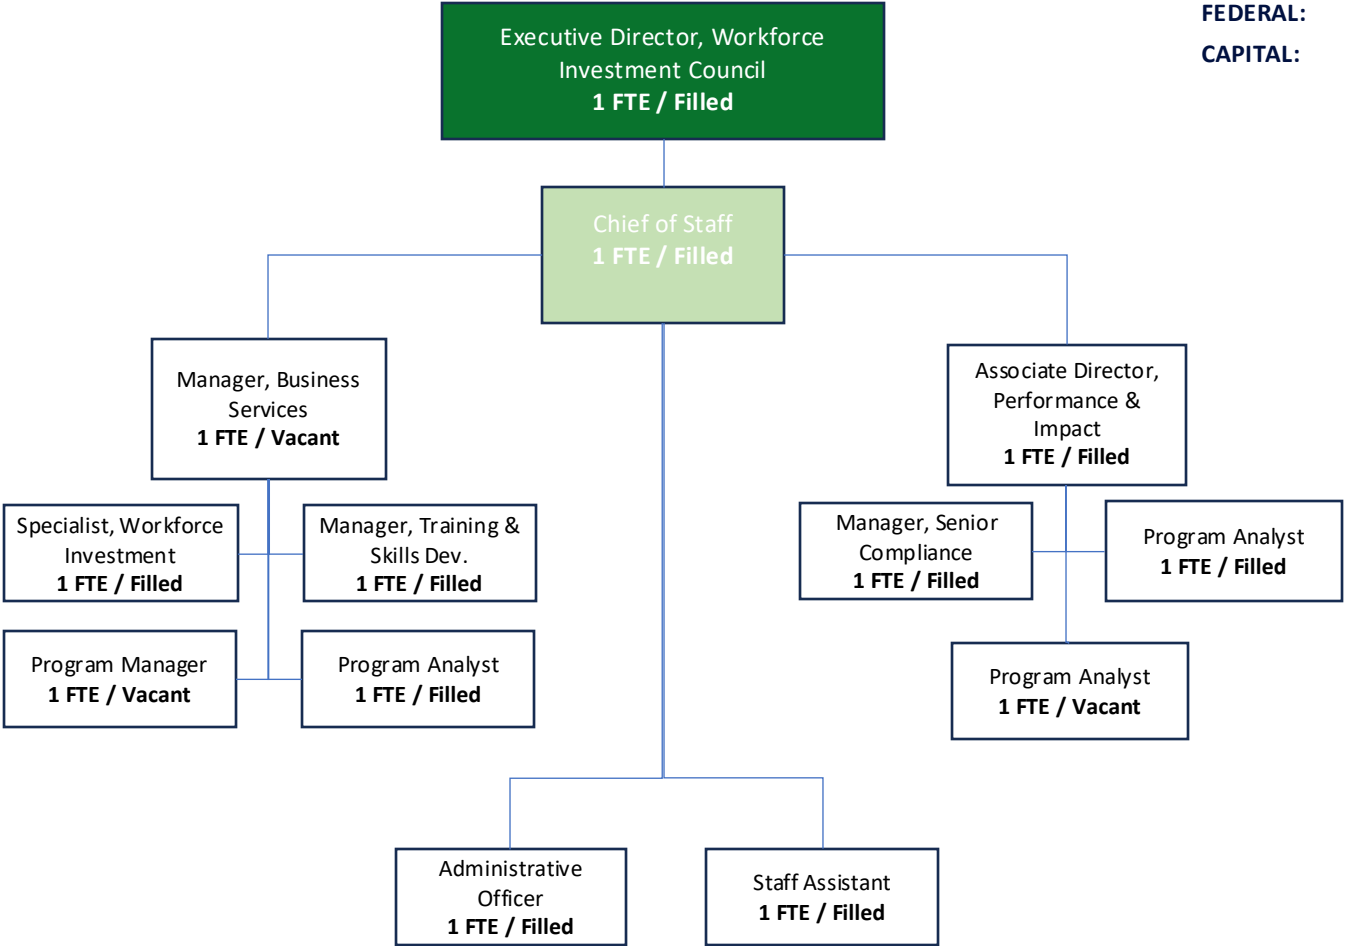 FEDERAL:
CAPITAL:
Executive Director, Workforce
Investment Council
1 FTE / Filled
Chief of Staff
1 FTE / Filled
Manager, Business
Services
1 FTE / Vacant
Associate Director,
Performance &
Impact
1 FTE / Filled
Specialist, Workforce
Investment
1 FTE / Filled
Manager, Training &
Skills Dev.
1 FTE / Filled
Manager, Senior
Compliance
1 FTE / Filled
Program Analyst
1 FTE / Filled
Program Manager
1 FTE / Vacant
Program Analyst
1 FTE / Filled
Program Analyst
1 FTE / Vacant
Administrative
Officer
1 FTE / Filled
Staff Assistant
1 FTE / Filled